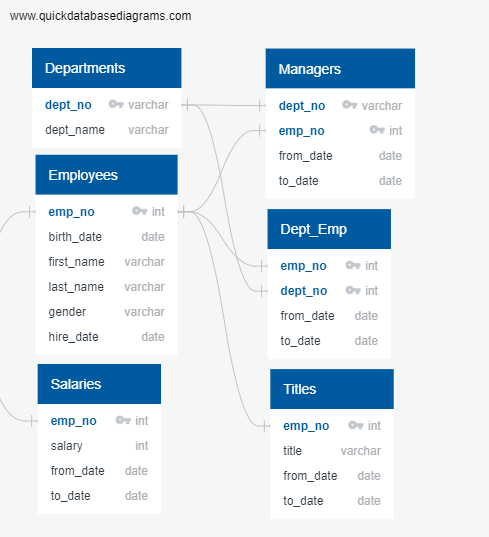 www.quickdatabasediagrams.com
Departments
dept_no varchar
dept_name varchar
Employees
emp_no int
birth_date date
first_name varchar
last_name varchar
gender varchar
hire_date date
Salaries
emp_no int
salary int
from_date date
to_date date
Managers
dept_no varchar
emp_no int
from_date date
to_date date
Dept_Emp
emp_no int
dept_no int
from_date date
to_date date
Titles
emp_no int
title varchar
from_date date
to_date date